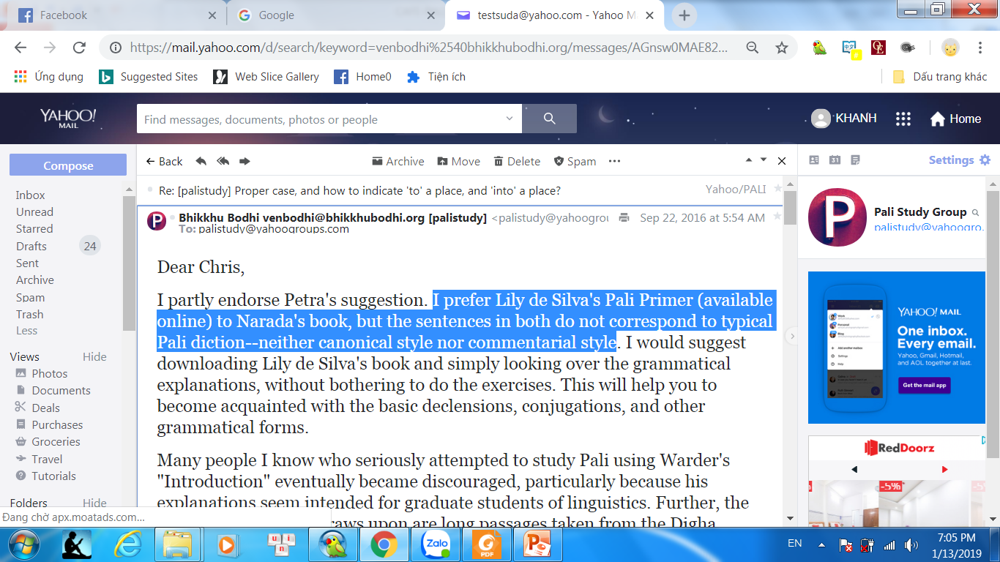 Facebook
Google
testsuda@yahoo.com - Yahoo M
https://mail.yahoo.com/d/search/keyword=venbodhi%2540bhikkhubodhi.org/messages/AGnsw0MAE82...
Ứng dụng
Suggested Sites
Web Slice Gallery
Home0
Tiện ích
Dấu trang khác
YAHOO!
MAIL
Find messages, documents, photos or people
KHANH
Home
Compose
Inbox
Unread
Starred
Drafts 24
Sent
Archive
Spam
Trash
Less
Views Hide
Photos
Documents
Deals
Purchases
Groceries
Travel
Tutorials
Folders Hide
Đang chờ apx.moatads.com...
Back
Archive
Move
Delete
Spam
Re: [palistudy] Proper case, and how to indicate 'to' a place, and 'into' a place?
Yahoo/PALI
Bhikkhu Bodhi venbodhi@bhikkhubodhi.org [palistudy] <palistudy@yahoogrou
Sep 22, 2016 at 5:54 AM
To: palistudy@yahoogroups.com
Dear Chris,
I partly endorse Petra's suggestion. I prefer Lily de Silva's Pali Primer (available
online) to Narada's book, but the sentences in both do not correspond to typical
Pali diction--neither canonical style nor commentarial style. I would suggest
downloading Lily de Silva's book and simply looking over the grammatical
explanations, without bothering to do the exercises. This will help you to
become acquainted with the basic declensions, conjugations, and other
grammatical forms.
Many people I know who seriously attempted to study Pali using Warder's
"Introduction" eventually became discouraged, particularly because his
explanations seem intended for graduate students of linguistics. Further, the
raws upon are long passages taken from the Digha
31
Settings
P
Pali Study Group
palistudy@yahoogro.
YAHOO! MAIL
One inbox.
Every email.
Yahoo, Gmail, Hotmail,
and AOL together at last.
Get the mail app
RedDoorz
-5%
-5%
u i
n
Zalo
PDF
EN
7:05 PM
1/13/2019